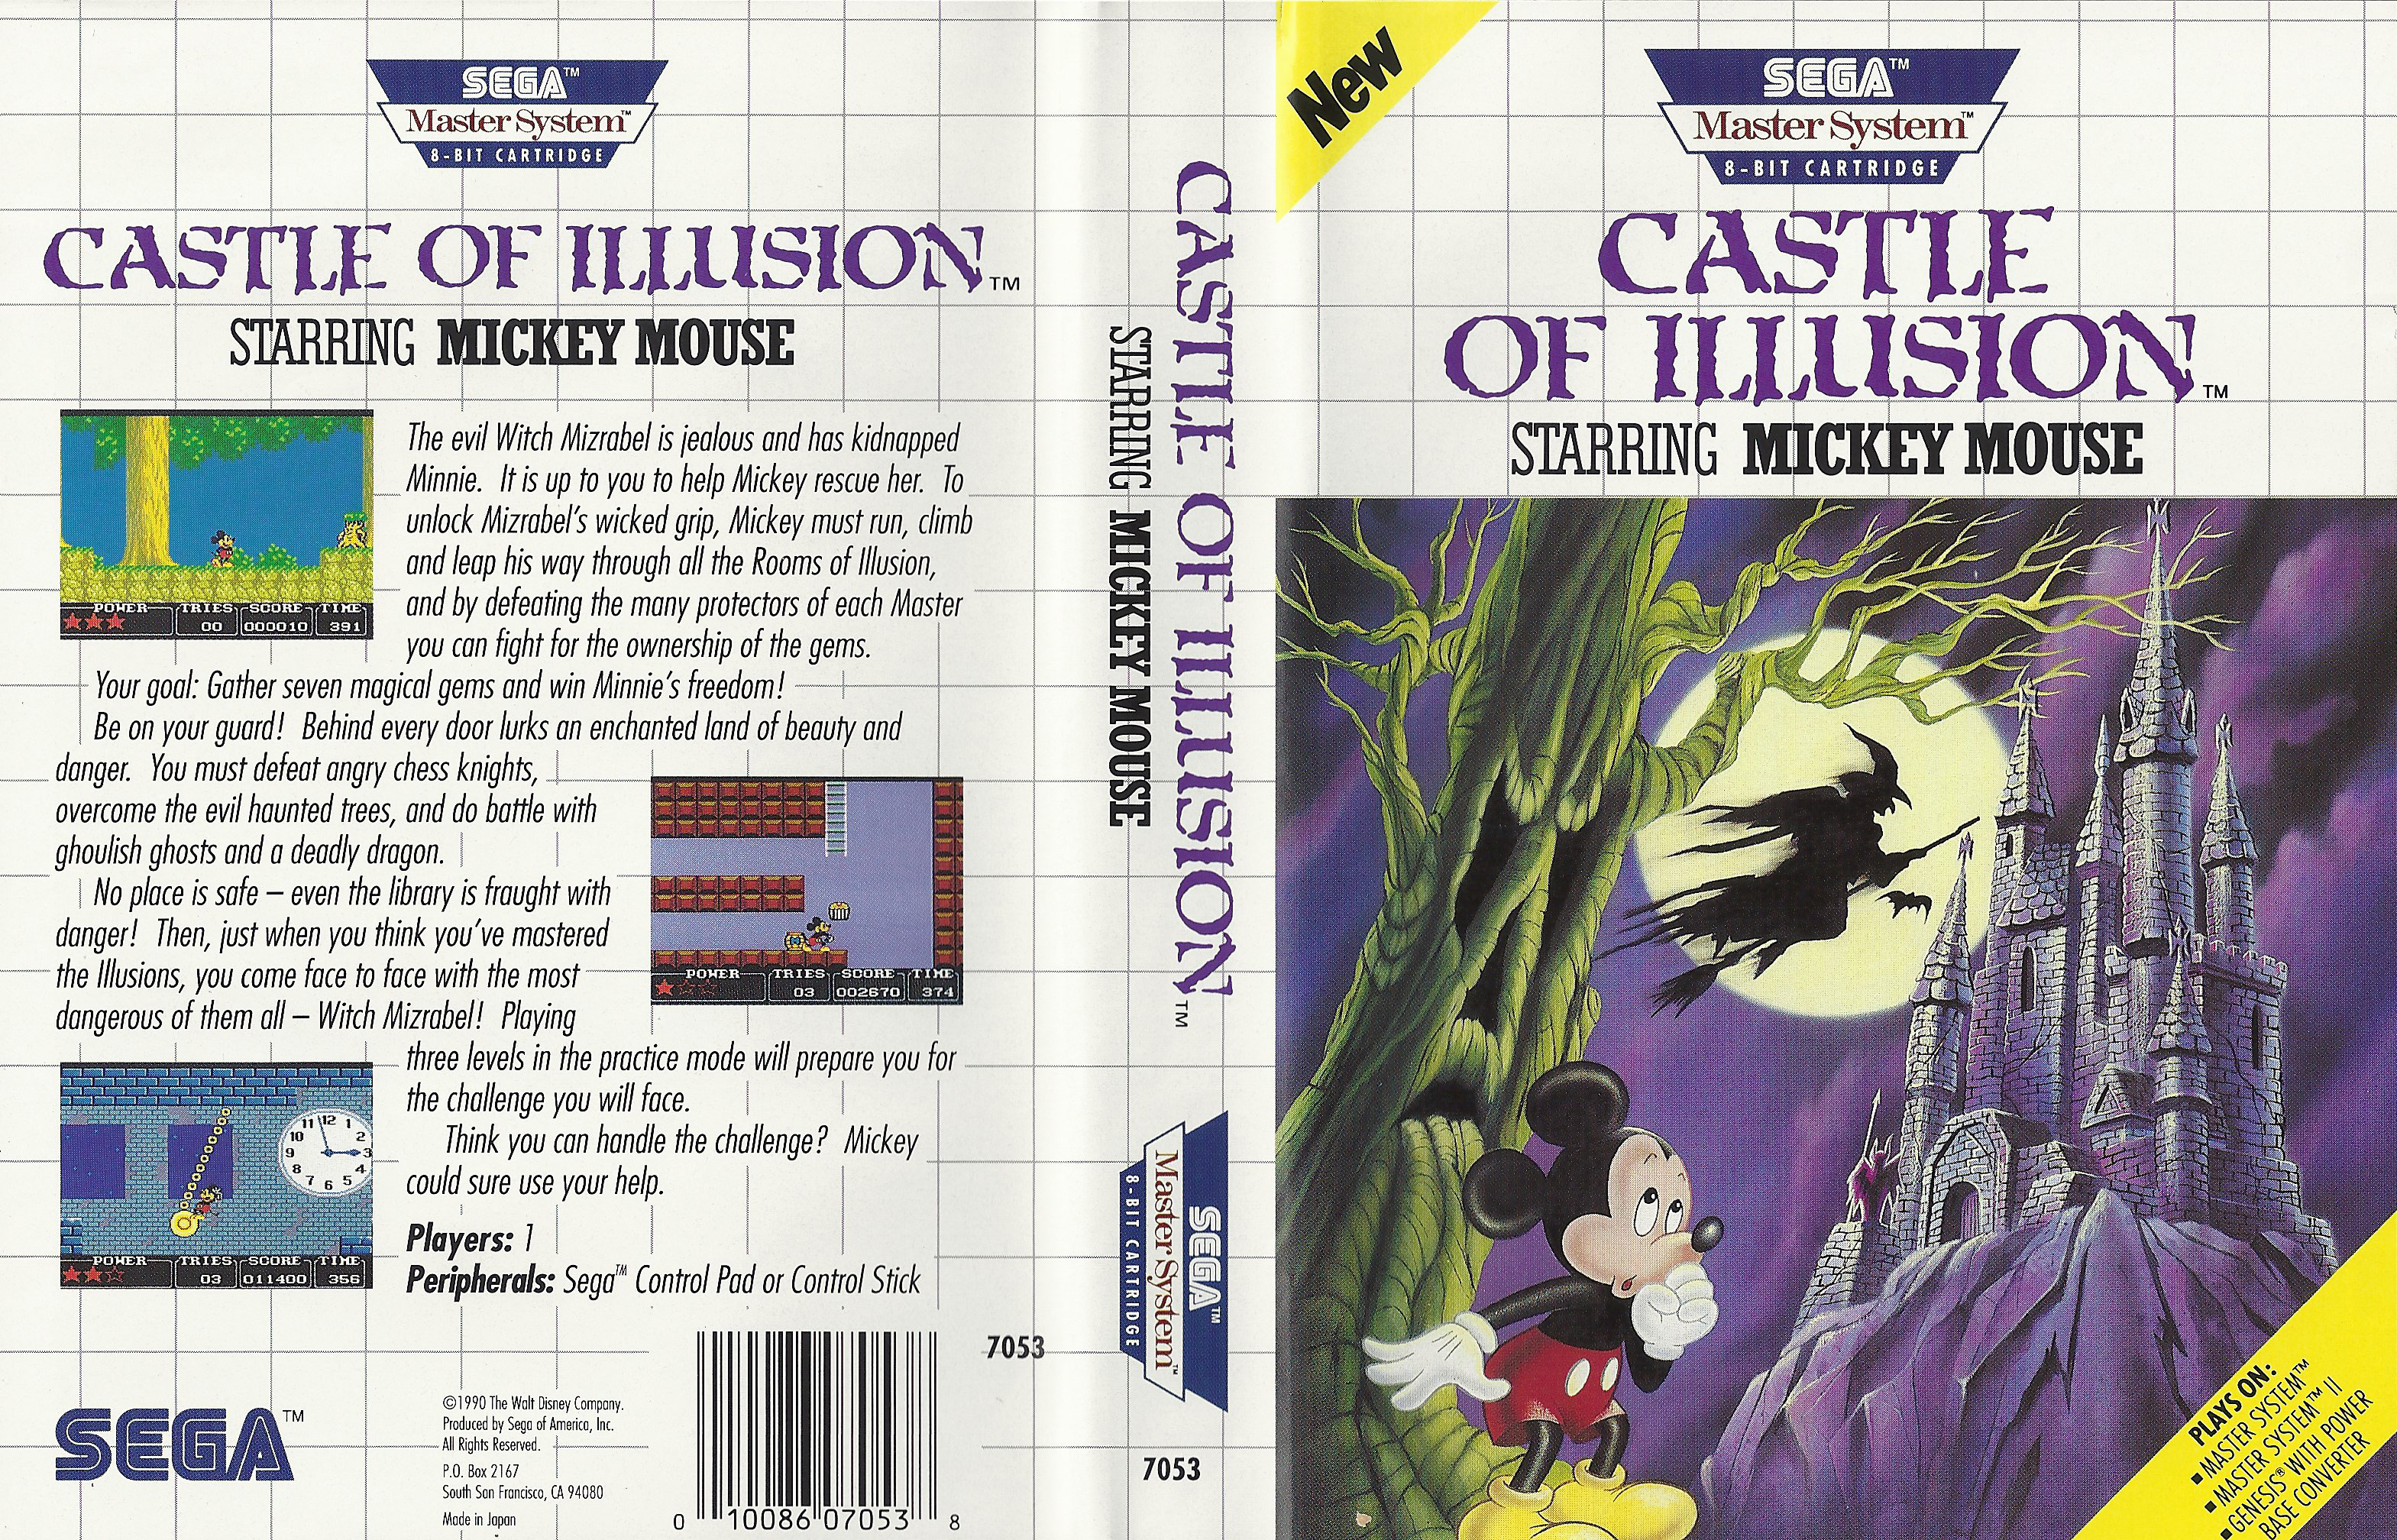 SEGA™
Master System™
8-BIT CARTRIDGE
CASTLE OF ILLUSION™
STARRING MICKEY MOUSE
The evil Witch Mizrabel is jealous and has kidnapped
Minnie. It is up to you to help Mickey rescue her. To
unlock Mizrabel's wicked grip, Mickey must run, climb
and leap his way through all the Rooms of Illusion,
and by defeating the many protectors of each Master
you can fight for the ownership of the gems.
Your goal: Gather seven magical gems and win Minnie's freedom!
Be on your guard! Behind every door lurks an enchanted land of beauty and
danger. You must defeat angry chess knights,
overcome the evil haunted trees, and do battle with
ghoulish ghosts and a deadly dragon.
No place is safe – even the library is fraught with
danger! Then, just when you think you've mastered
the Illusions, you come face to face with the most
dangerous of them all – Witch Mizrabel! Playing
three levels in the practice mode will prepare you for
the challenge you will face.
Think you can handle the challenge? Mickey
could sure use your help.
Players: 1
Peripherals: Sega™ Control Pad or Control Stick
POWER TRIES SCORE TIME
00 000010 391
POWER TRIES SCORE TIME
03 002670 374
11 12 1
10 2
9 3
8 4
7 6 5
POWER TRIES SCORE TIME
03 011400 356
SEGA™
©1990 The Walt Disney Company.
Produced by Sega of America, Inc.
All Rights Reserved.
P.O. Box 2167
South San Francisco, CA 94080
Made in Japan
0 10086 07053 8
7053
CASTLE OF ILLUSION™
STARRING MICKEY MOUSE
SEGA™
Master System™
8-BIT CARTRIDGE
7053
New
SEGA™
Master System™
8-BIT CARTRIDGE
CASTLE
OF ILLUSION™
STARRING MICKEY MOUSE
PLAYS ON:
▪ MASTER SYSTEM™
▪ MASTER SYSTEM™ II
▪ GENESIS® WITH POWER
BASE CONVERTER